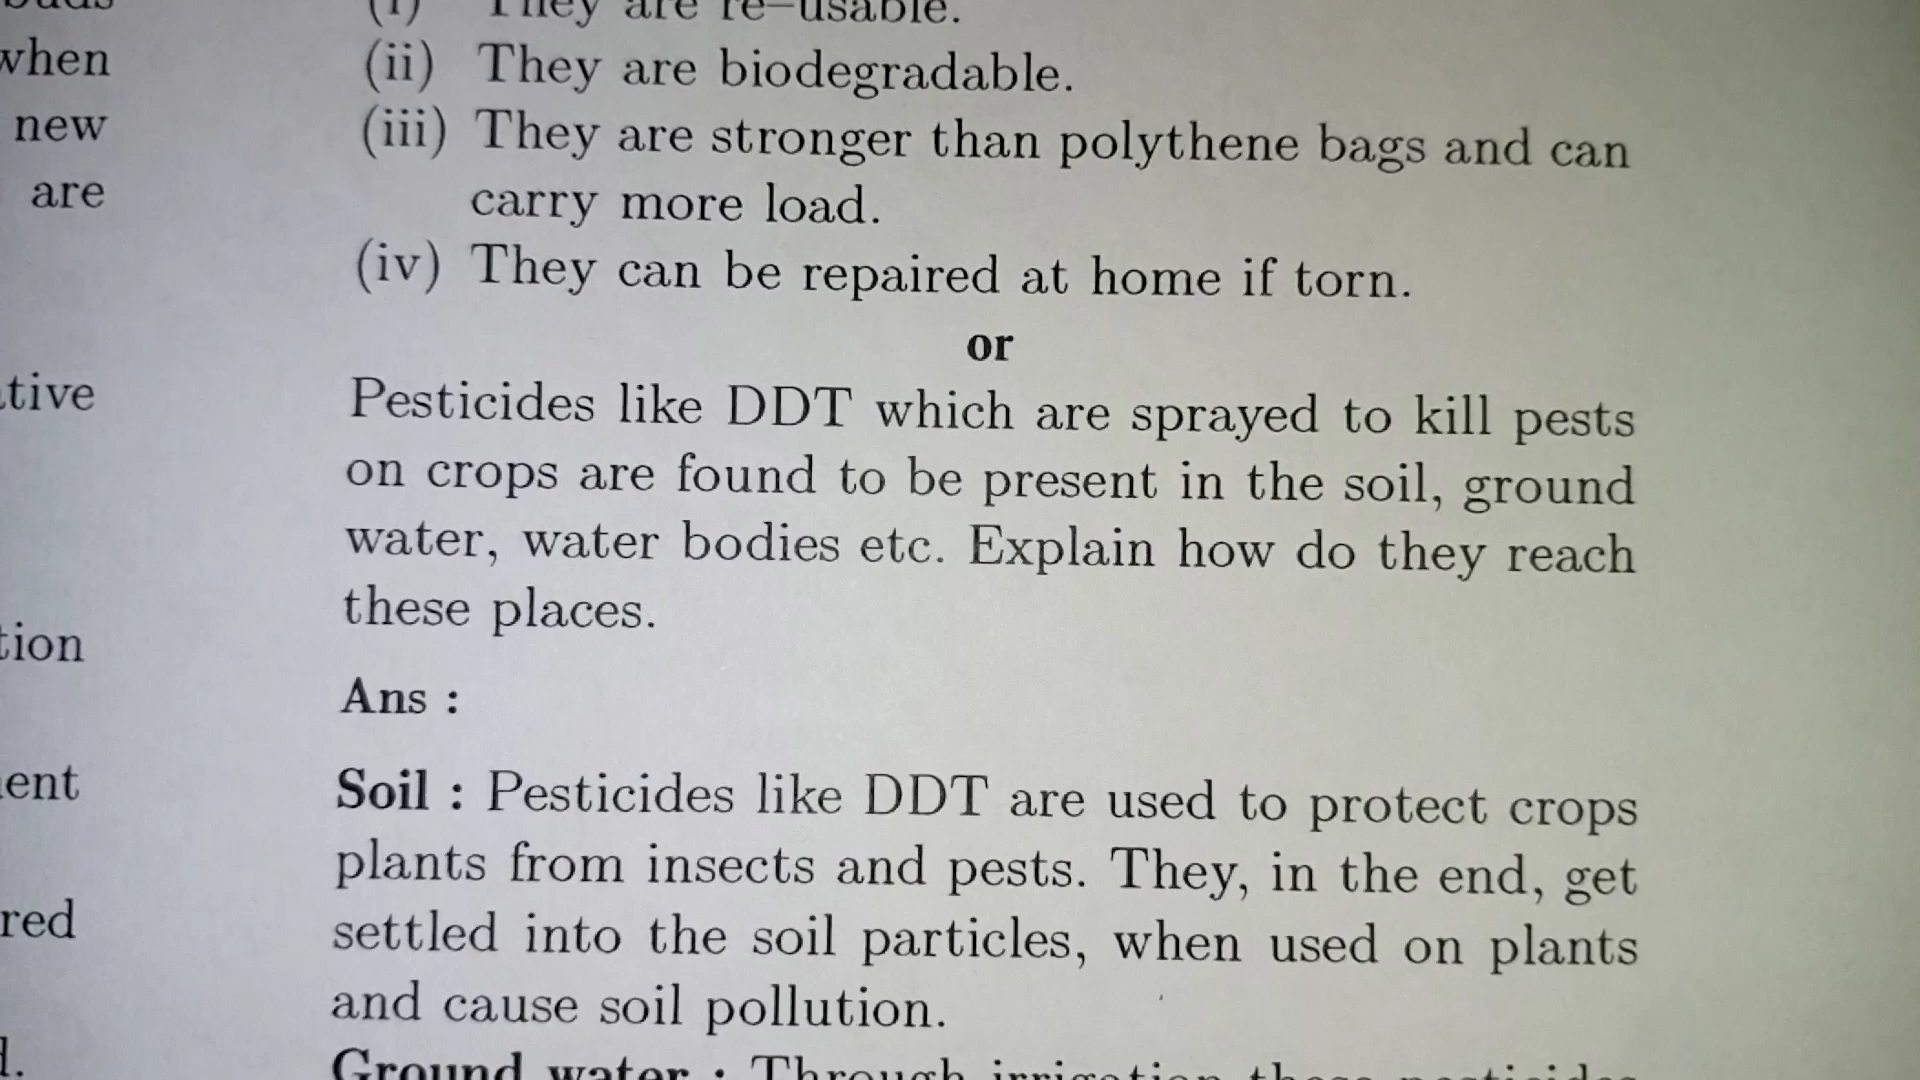 when
new
are
tive
tion
ent
red
d.
(i) They are re-usable.
(ii) They are biodegradable.
(iii) They are stronger than polythene bags and can
carry more load.
(iv) They can be repaired at home if torn.
or
Pesticides like DDT which are sprayed to kill pests
on crops are found to be present in the soil, ground
water, water bodies etc. Explain how do they reach
these places.
Ans :
Soil : Pesticides like DDT are used to protect crops
plants from insects and pests. They, in the end, get
settled into the soil particles, when used on plants
and cause soil pollution.
Ground water : Through irrigation these pesticides